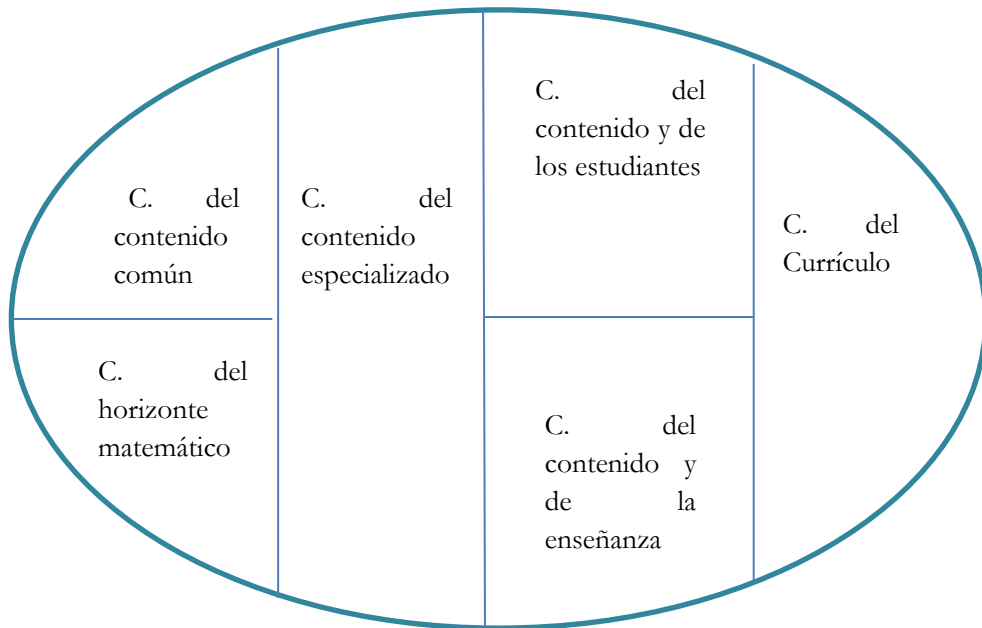 C. del
contenido
común
C. del
horizonte
matemático
C. del
contenido
especializado
C. del
contenido y de
los estudiantes
C. del
contenido y
de la
enseñanza
C. del
Currículo